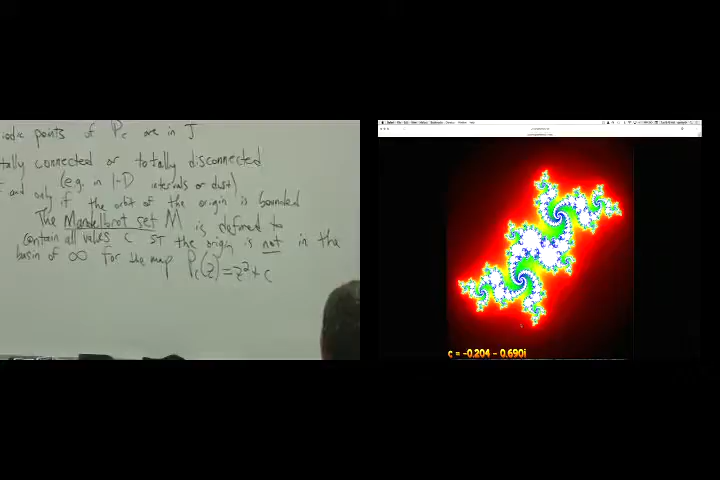 iodic points of Pc are in J
tally connected or totally disconnected
(e.g. in 1-D intervals or dust)
and only if the orbit of the origin is bounded
The Mandelbrot set M is defined to
contain all values c st the origin is not in the
basin of ∞ for the map Pc(z)=z²+c
c = -0.204 - 0.690i